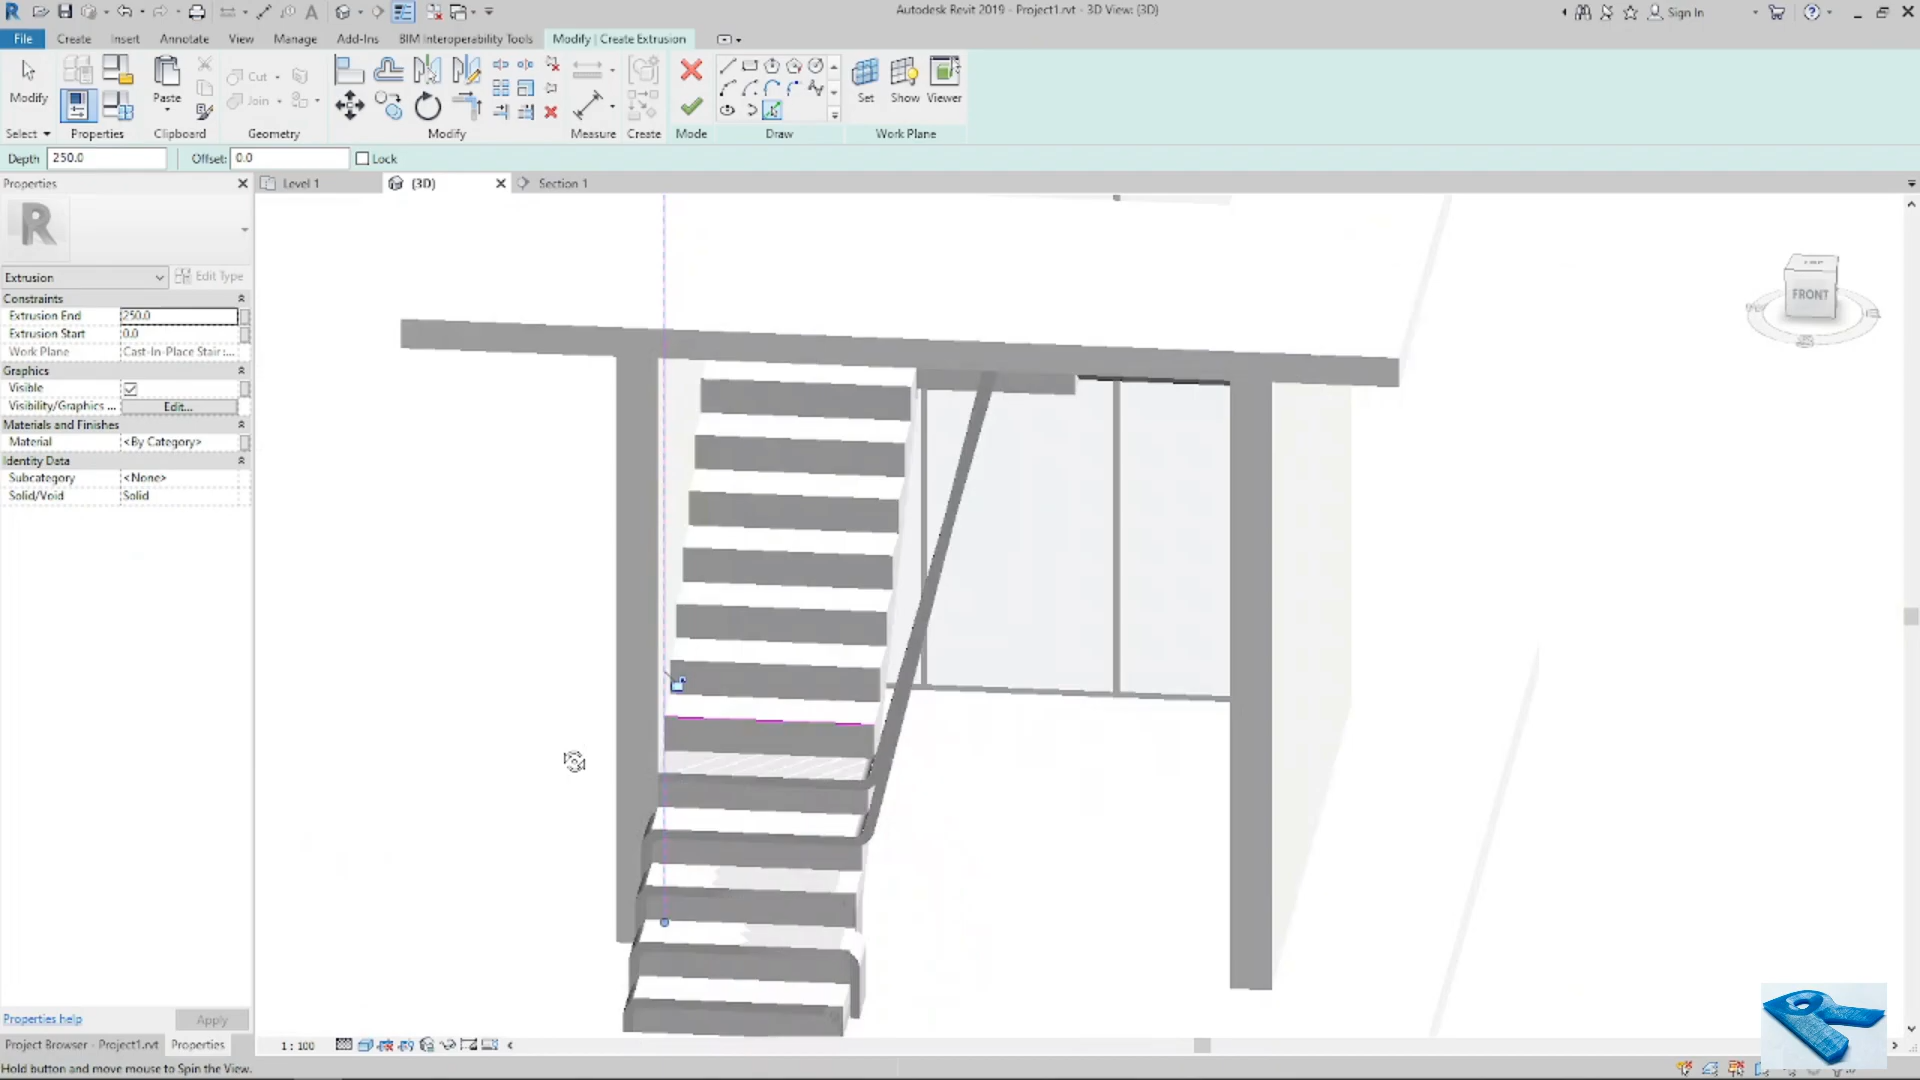 Autodesk Revit 2019 - Project1.rvt - 3D View: {3D}
Sign In
File Create Insert Annotate View Manage Add-Ins BIM Interoperability Tools Modify | Create Extrusion
Modify
Paste
Cut
Join
Set Show Viewer
Select Properties Clipboard Geometry Modify Measure Create Mode Draw Work Plane
Depth 250.0 Offset: 0.0 Lock
Properties
Level 1
{3D}
Section 1
Extrusion
Edit Type
Constraints
Extrusion End 250.0
Extrusion Start 0.0
Work Plane Cast-In-Place Stair :...
Graphics
Visible
Visibility/Graphics ... Edit...
Materials and Finishes
Material <By Category>
Identity Data
Subcategory <None>
Solid/Void Solid
FRONT
Properties help
Apply
Project Browser - Project1.rvt
Properties
1 : 100
Hold button and move mouse to Spin the View.